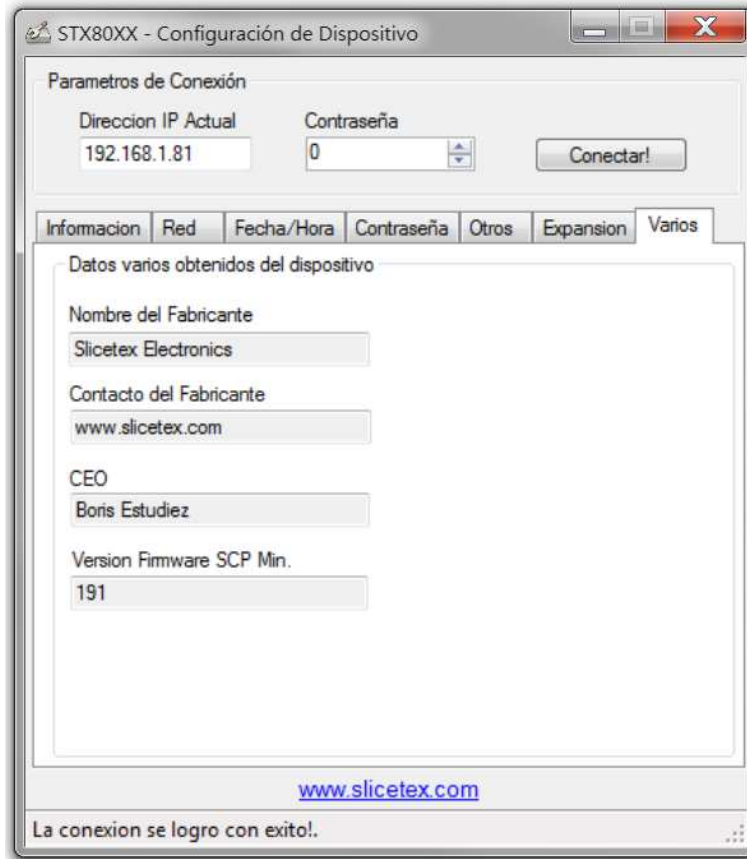 STX80XX - Configuración de Dispositivo
Parametros de Conexión
Direccion IP Actual Contraseña
192.168.1.81 0 Conectar!
Informacion Red Fecha/Hora Contraseña Otros Expansion Varios
Datos varios obtenidos del dispositivo
Nombre del Fabricante
Slicetex Electronics
Contacto del Fabricante
www.slicetex.com
CEO
Boris Estudiez
Version Firmware SCP Min.
191
www.slicetex.com
La conexion se logro con exito!.